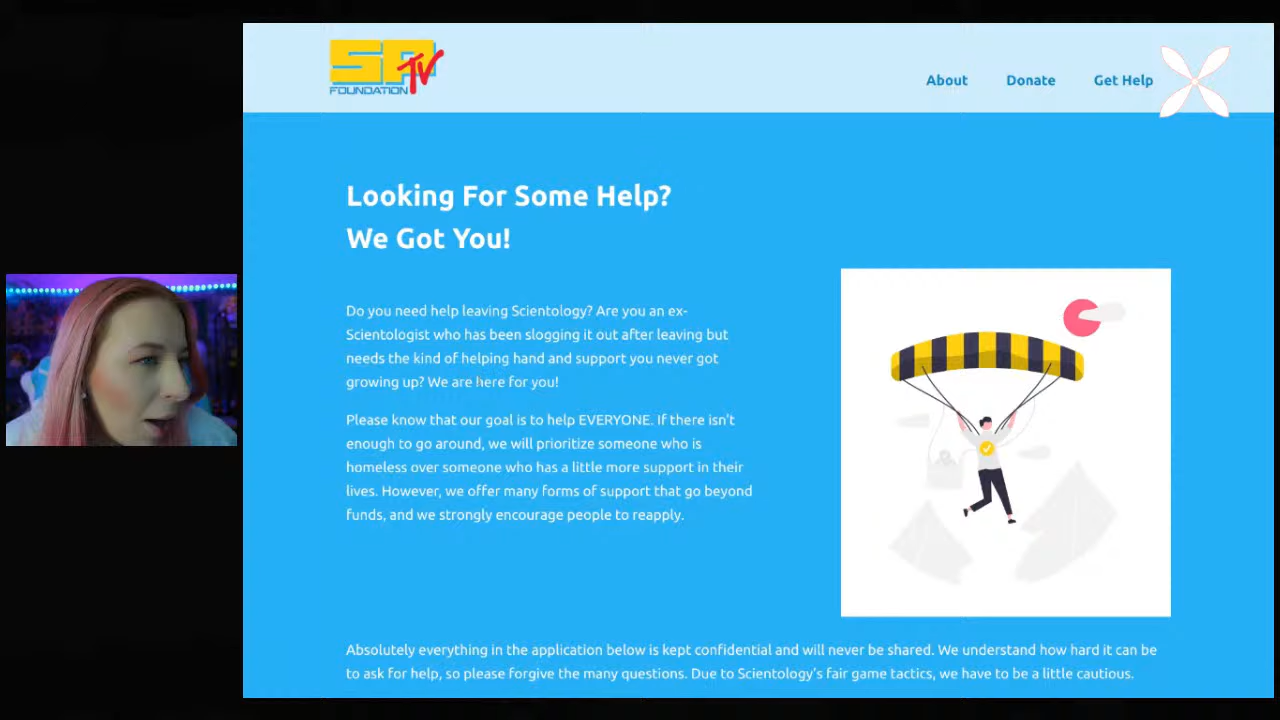 SPTV
FOUNDATION
About
Donate
Get Help
Looking For Some Help?
We Got You!
Do you need help leaving Scientology? Are you an ex-
Scientologist who has been slogging it out after leaving but
needs the kind of helping hand and support you never got
growing up? We are here for you!
Please know that our goal is to help EVERYONE. If there isn't
enough to go around, we will prioritize someone who is
homeless over someone who has a little more support in their
lives. However, we offer many forms of support that go beyond
funds, and we strongly encourage people to reapply.
Absolutely everything in the application below is kept confidential and will never be shared. We understand how hard it can be
to ask for help, so please forgive the many questions. Due to Scientology's fair game tactics, we have to be a little cautious.